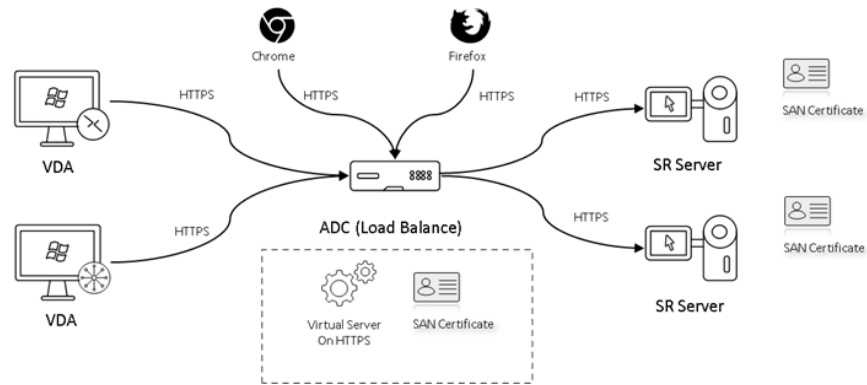 Chrome
Firefox
HTTPS
HTTPS
HTTPS
HTTPS
SAN Certificate
VDA
SR Server
HTTPS
ADC (Load Balance)
HTTPS
SAN Certificate
VDA
Virtual Server
On HTTPS
SAN Certificate
SR Server